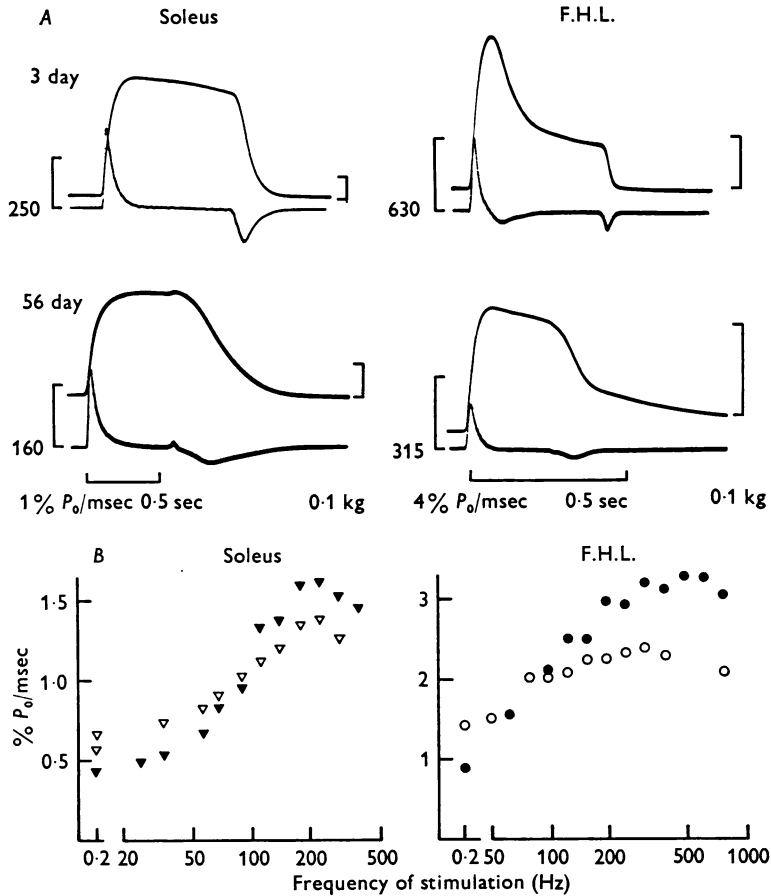 A Soleus F.H.L.
3 day
250 630
56 day
160 315
1 % P₀/msec 0·5 sec 0·1 kg 4 % P₀/msec 0·5 sec 0·1 kg
B Soleus F.H.L.
% P₀/msec
1·5
1·0
0·5
3
2
1
0·2 20 50 100 200 500 0·2 50 100 200 500 1000
Frequency of stimulation (Hz)